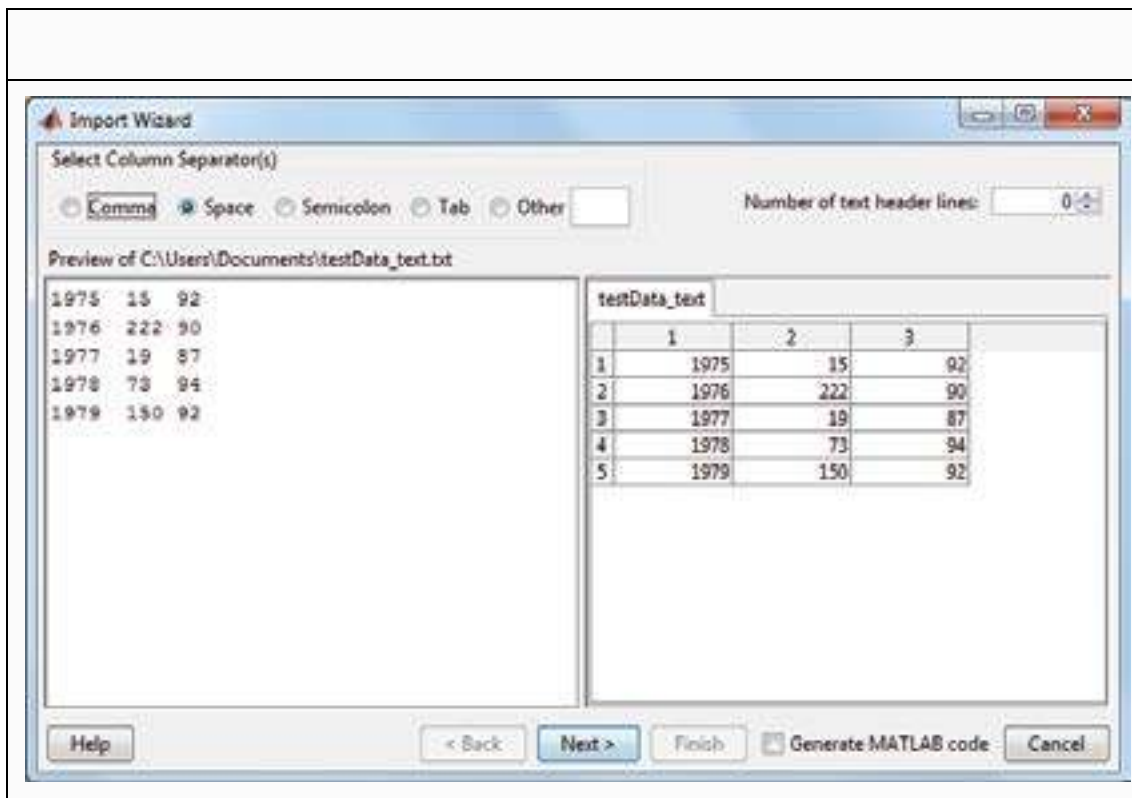 Import Wizard
Select Column Separator(s)
Comma Space Semicolon Tab Other
Number of text header lines: 0
Preview of C:\Users\Documents\testData_text.txt
1975 15 92
1976 222 90
1977 19 87
1978 73 94
1979 150 92
testData_text
1 2 3
1 1975 15 92
2 1976 222 90
3 1977 19 87
4 1978 73 94
5 1979 150 92
Help < Back Next > Finish Generate MATLAB code Cancel